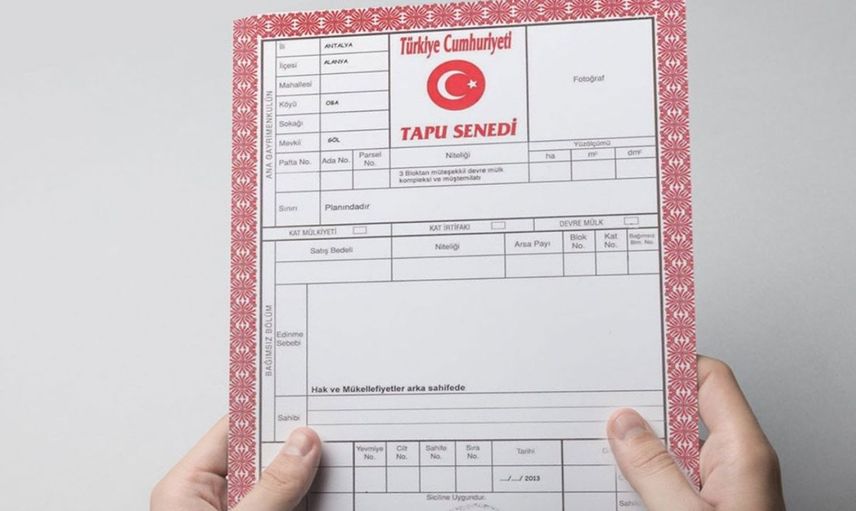 ANA GAYRİMENKULÜN
İli ANTALYA
İlçesi ALANYA
Mahallesi
Köyü OBA
Sokağı
Mevkii GÖL
Türkiye Cumhuriyeti
TAPU SENEDİ
Fotoğraf
Pafta No. Ada No. Parsel No.
Niteliği
Yüzölçümü
ha m² dm²
3 Bloktan müteşekkil devre mülk
kompleksi ve müştemilatı
Sınırı Planındadır
KAT MÜLKİYETİ KAT İRTİFAKI DEVRE MÜLK
BAĞIMSIZ BÖLÜM
Satış Bedeli Niteliği Arsa Payı Blok No. Kat No. Bağımsız Blm. No.
Edinme
Sebebi
Hak ve Mükellefiyetler arka sahifede
Sahibi
Yevmiye No. Cilt No. Sahife No. Sıra No. Tarihi
.../.../ 2013
Siciline Uygundur.